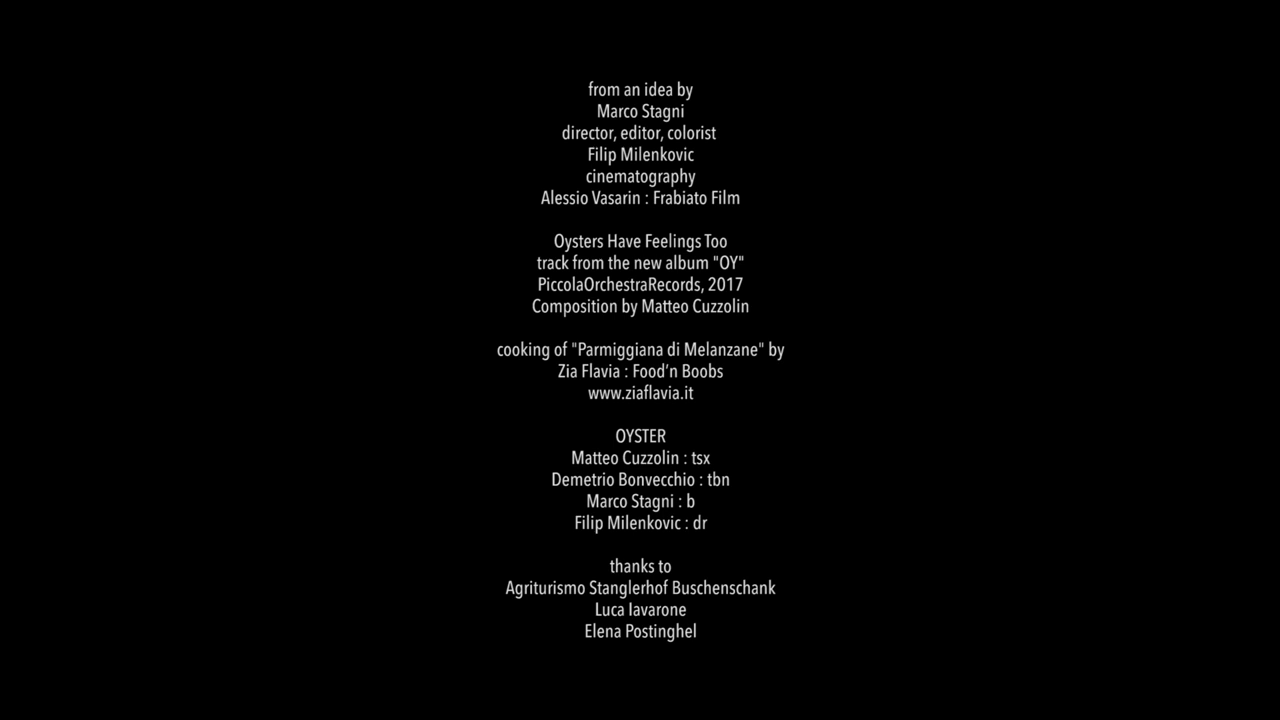 from an idea by
Marco Stagni
director, editor, colorist
Filip Milenkovic
cinematography
Alessio Vasarin : Frabiato Film
Oysters Have Feelings Too
track from the new album "OY"
PiccolaOrchestraRecords, 2017
Composition by Matteo Cuzzolin
cooking of "Parmiggiana di Melanzane" by
Zia Flavia : Food’n Boobs
www.ziaflavia.it
OYSTER
Matteo Cuzzolin : tsx
Demetrio Bonvecchio : tbn
Marco Stagni : b
Filip Milenkovic : dr
thanks to
Agriturismo Stanglerhof Buschenschank
Luca Iavarone
Elena Postinghel